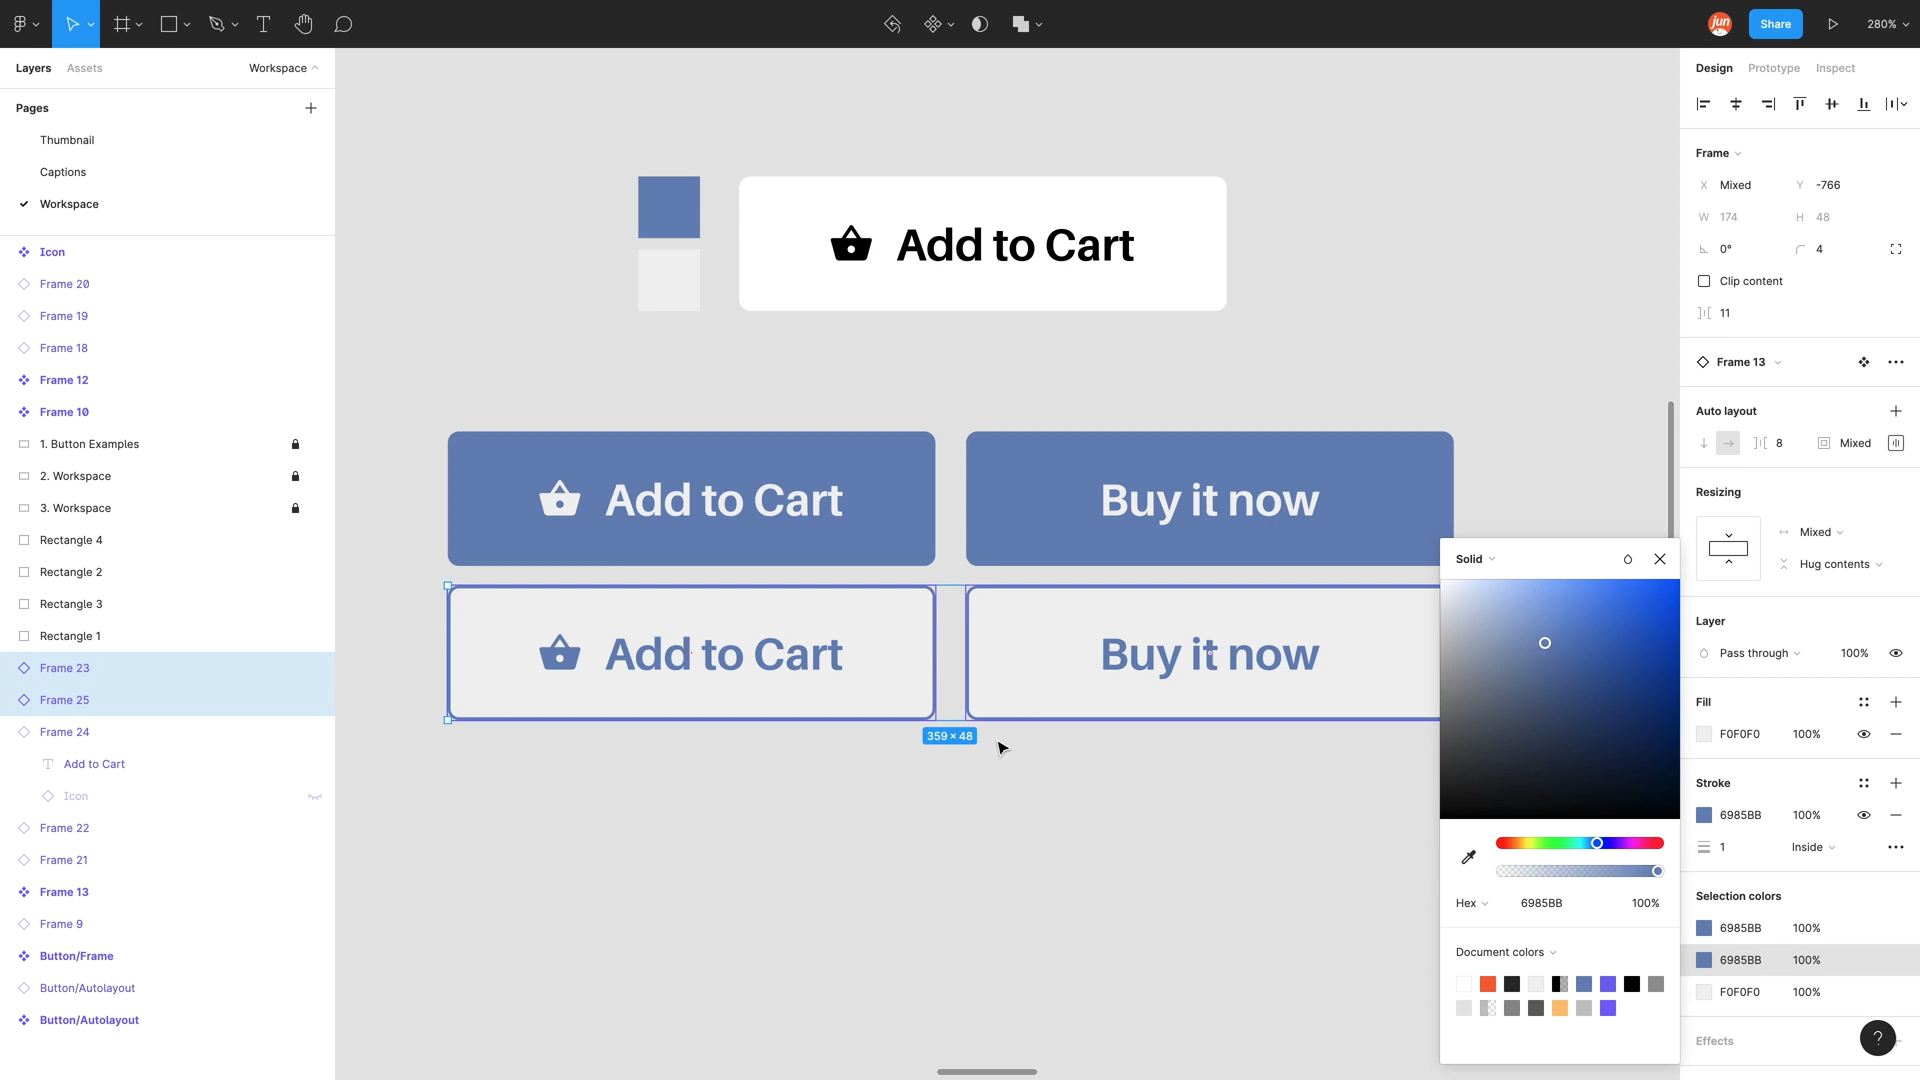 jun
Share
280%
Layers
Assets
Workspace
Pages
Thumbnail
Captions
Workspace
Icon
Frame 20
Frame 19
Frame 18
Frame 12
Frame 10
1. Button Examples
2. Workspace
3. Workspace
Rectangle 4
Rectangle 2
Rectangle 3
Rectangle 1
Frame 23
Frame 25
Frame 24
Add to Cart
Icon
Frame 22
Frame 21
Frame 13
Frame 9
Button/Frame
Button/Autolayout
Button/Autolayout
Add to Cart
Add to Cart
Buy it now
Add to Cart
Buy it now
359 × 48
Solid
Hex 6985BB 100%
Document colors
Design Prototype Inspect
Frame
X Mixed Y -766
W 174 H 48
0° 4
Clip content
11
Frame 13
Auto layout
8 Mixed
Resizing
Mixed
Hug contents
Layer
Pass through 100%
Fill
F0F0F0 100%
Stroke
6985BB 100%
1 Inside
Selection colors
6985BB 100%
6985BB 100%
F0F0F0 100%
Effects
?